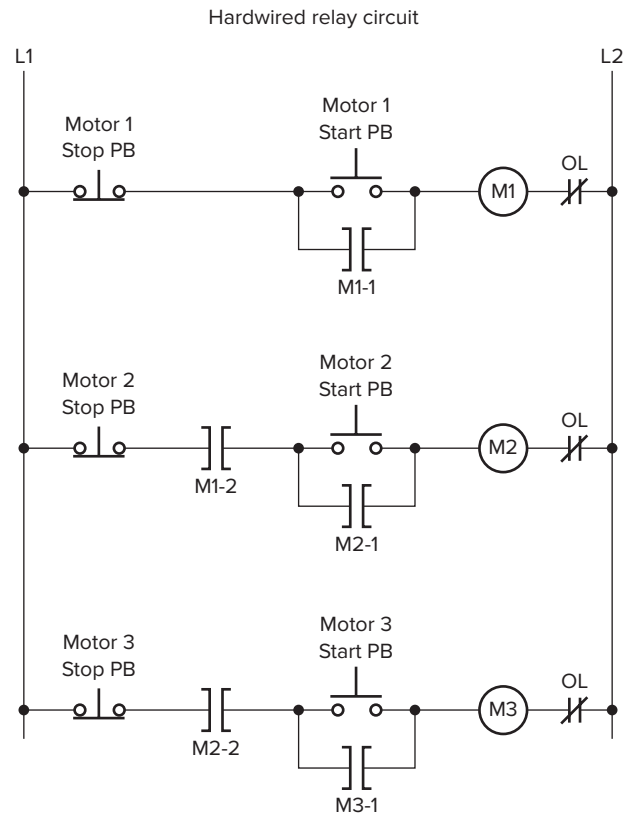 Hardwired relay circuit
L1
L2
Motor 1
Stop PB
Motor 1
Start PB
M1
OL
M1-1
Motor 2
Stop PB
M1-2
Motor 2
Start PB
M2
OL
M2-1
Motor 3
Stop PB
M2-2
Motor 3
Start PB
M3
OL
M3-1